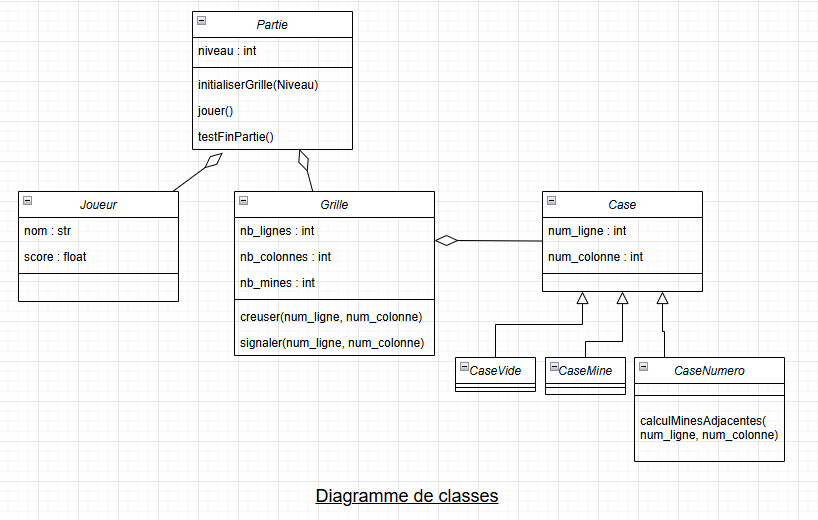 Partie
niveau : int
initialiserGrille(Niveau)
jouer()
testFinPartie()
Joueur
nom : str
score : float
Grille
nb_lignes : int
nb_colonnes : int
nb_mines : int
creuser(num_ligne, num_colonne)
signaler(num_ligne, num_colonne)
Case
num_ligne : int
num_colonne : int
CaseVide
CaseMine
CaseNumero
calculMinesAdjacentes(
num_ligne, num_colonne)
Diagramme de classes